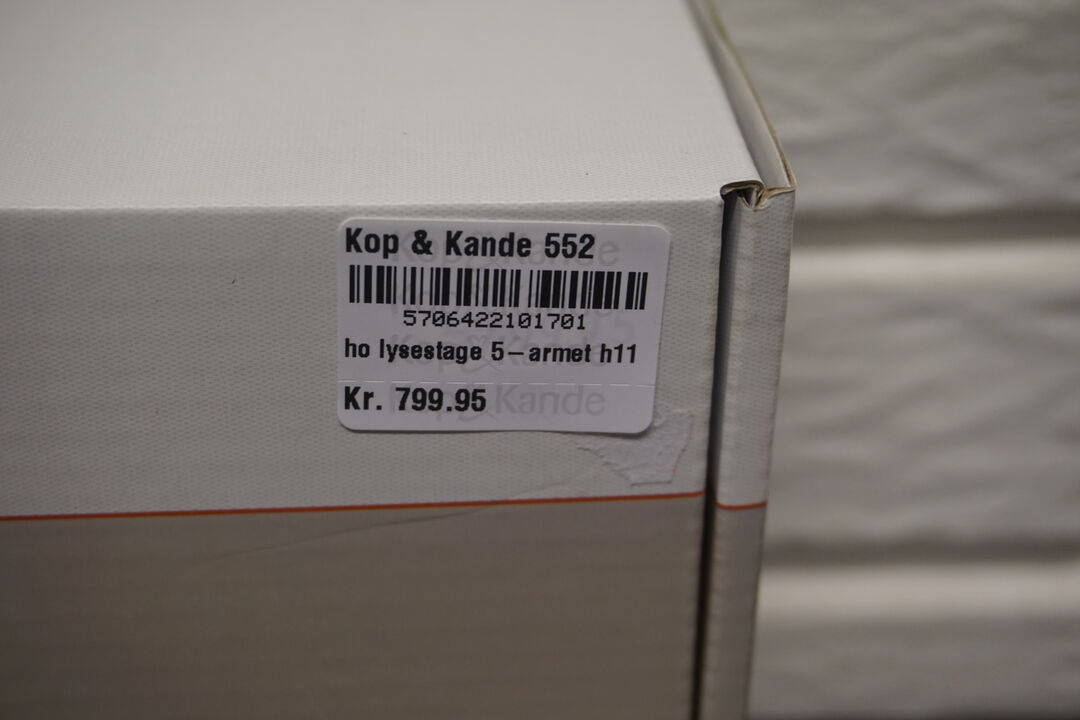 Kop & Kande 552
5706422101701
ho lysestage 5-armet h11
Kr. 799.95